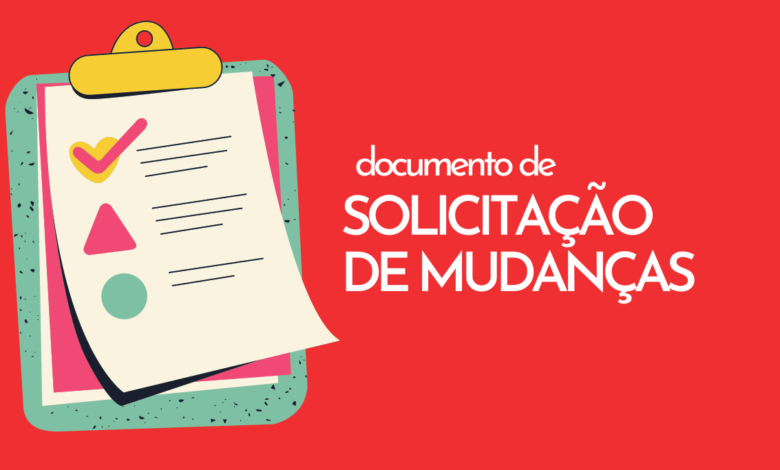 documento de
SOLICITAÇÃO
DE MUDANÇAS